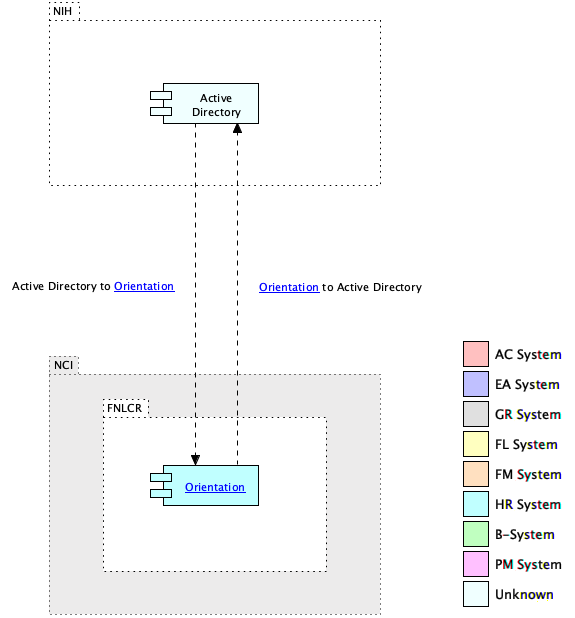 NIH
Active
Directory
Active Directory to Orientation
Orientation to Active Directory
NCI
FNLCR
Orientation
AC System
EA System
GR System
FL System
FM System
HR System
B-System
PM System
Unknown